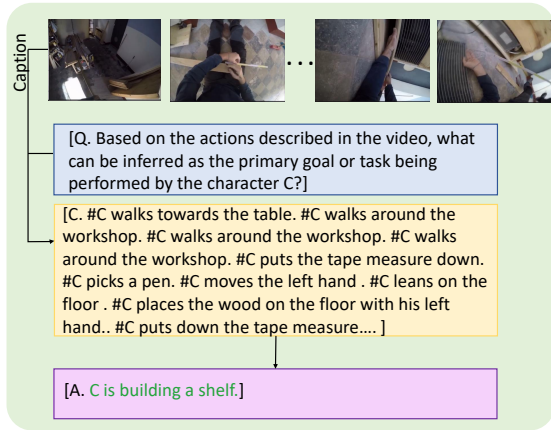 Caption
...
[Q. Based on the actions described in the video, what
can be inferred as the primary goal or task being
performed by the character C?]
[C. #C walks towards the table. #C walks around the
workshop. #C walks around the workshop. #C walks
around the workshop. #C puts the tape measure down.
#C picks a pen. #C moves the left hand . #C leans on the
floor . #C places the wood on the floor with his left
hand.. #C puts down the tape measure.... ]
[A. C is building a shelf.]